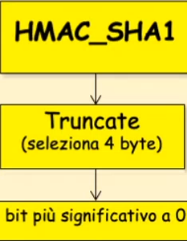 HMAC_SHA1
Truncate
(seleziona 4 byte)
bit più significativo a 0